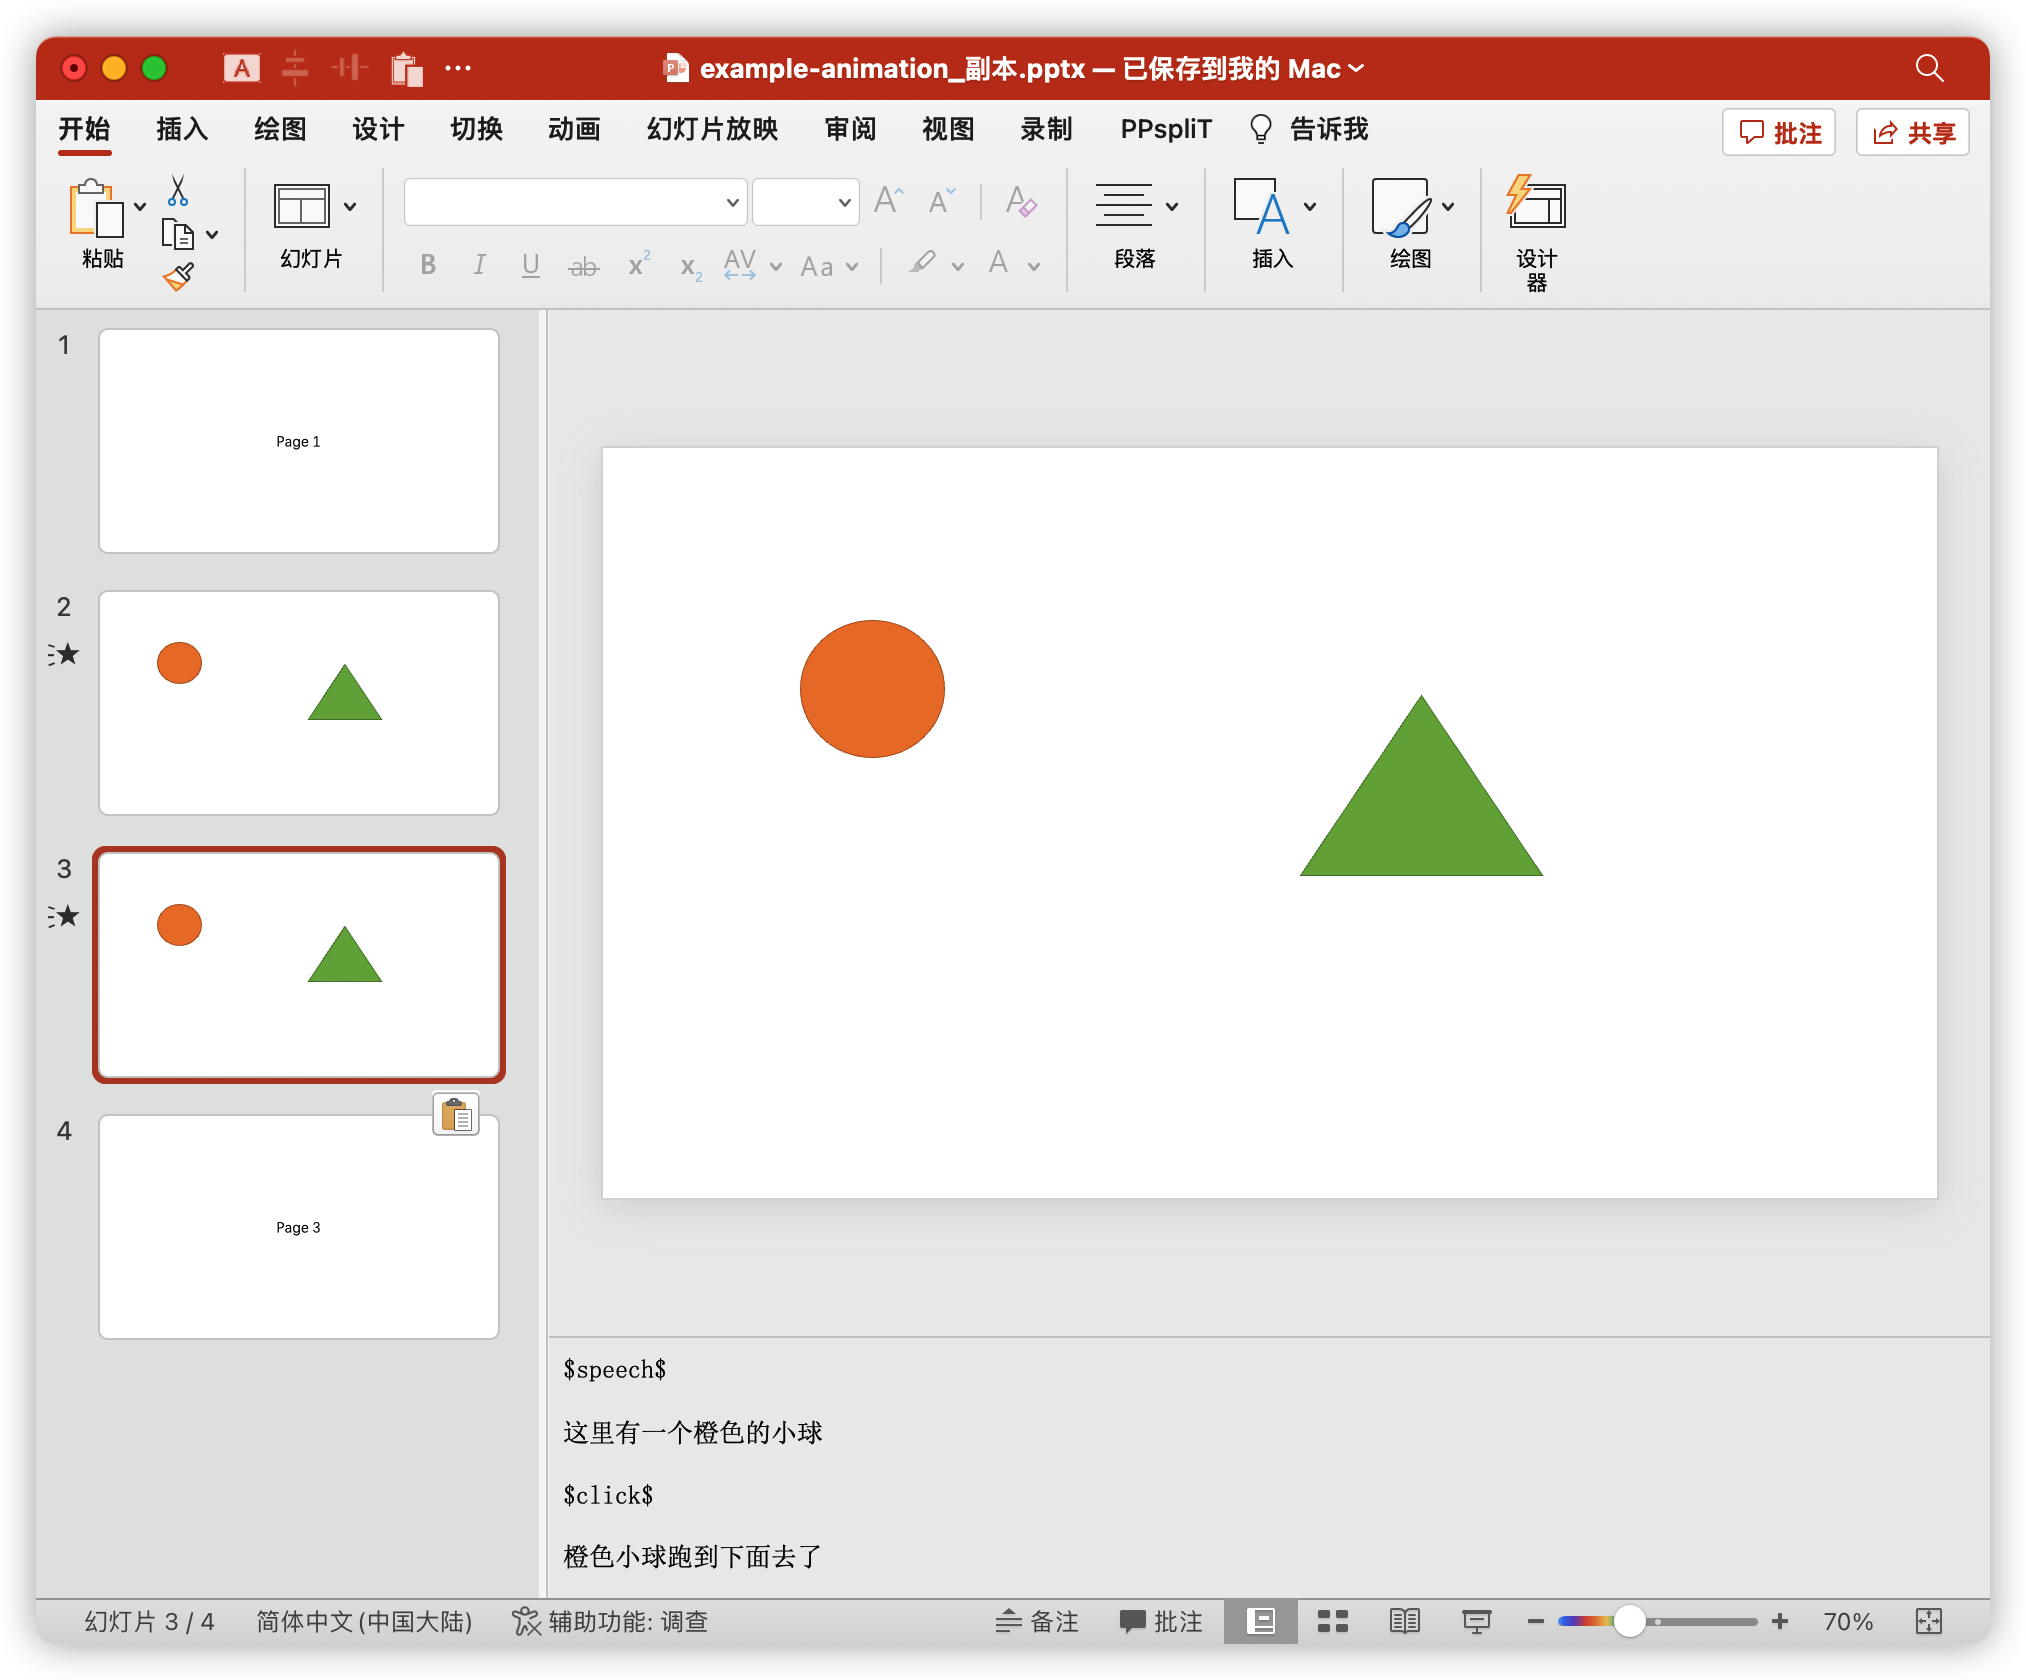 example-animation_副本.pptx — 已保存到我的 Mac
开始 插入 绘图 设计 切换 动画 幻灯片放映 审阅 视图 录制 PPspliT 告诉我
批注 共享
粘贴
幻灯片
B I U ab x² x₂ AV Aa A
段落
插入
绘图
设计
器
1
Page 1
2
3
4
Page 3
$speech$
这里有一个橙色的小球
$click$
橙色小球跑到下面去了
幻灯片 3 / 4 简体中文 (中国大陆) 辅助功能: 调查 备注 批注 70%